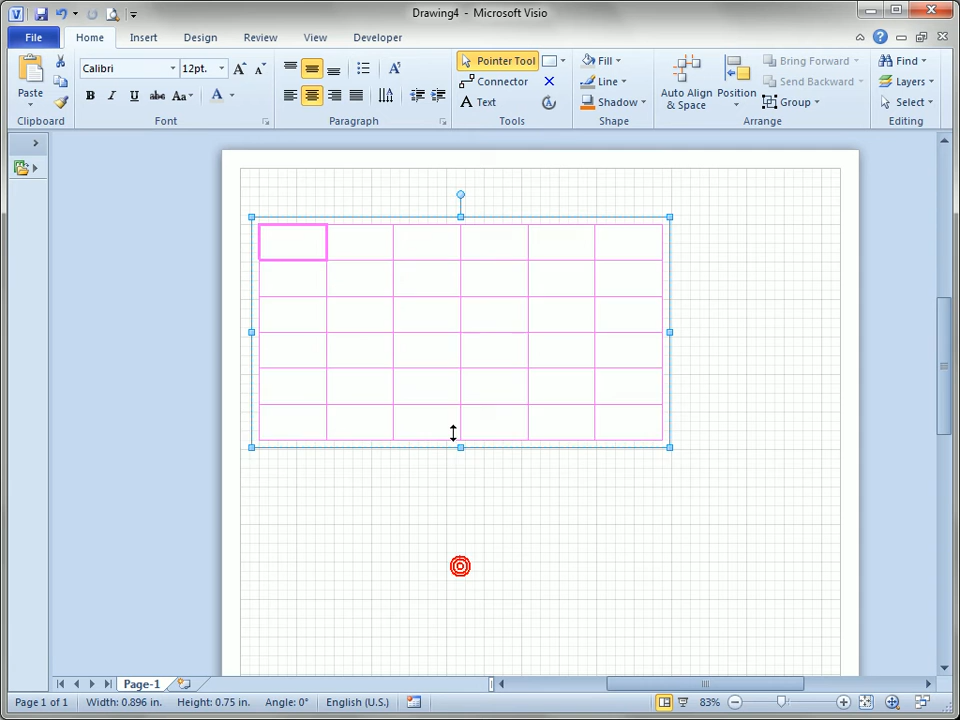 Drawing4 - Microsoft Visio
File Home Insert Design Review View Developer
Calibri 12pt. Pointer Tool Fill Bring Forward Find
Connector Line Send Backward Layers
Paste B I U abc Aa A A Text Shadow Auto Align & Space Position Group Select
Clipboard Font Paragraph Tools Shape Arrange Editing
Page-1
Page 1 of 1 Width: 0.896 in. Height: 0.75 in. Angle: 0° English (U.S.) 83%